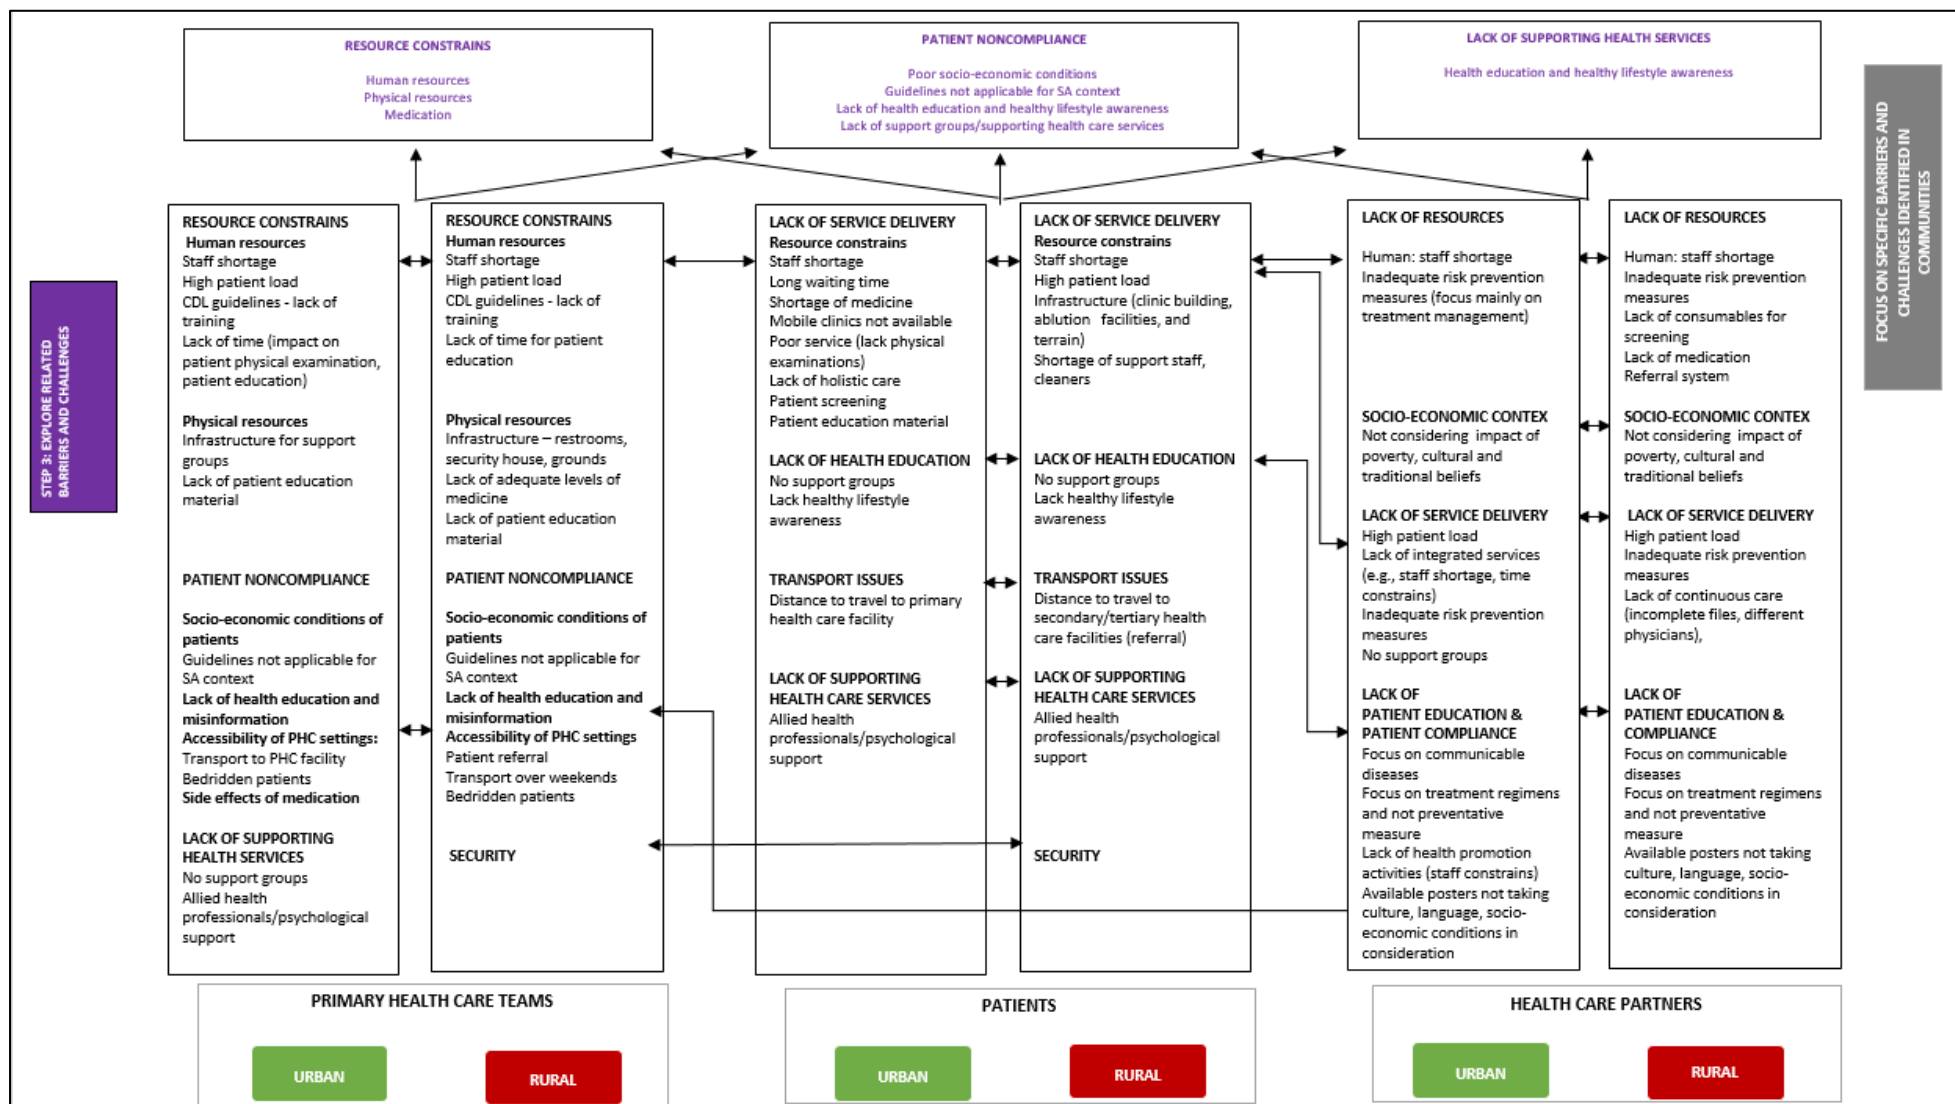 RESOURCE CONSTRAINS
Human resources
Physical resources
Medication
PATIENT NONCOMPLIANCE
Poor socio-economic conditions
Guidelines not applicable for SA context
Lack of health education and healthy lifestyle awareness
Lack of support groups/supporting health care services
LACK OF SUPPORTING HEALTH SERVICES
Health education and healthy lifestyle awareness
FOCUS ON SPECIFIC BARRIERS AND
CHALLENGES IDENTIFIED IN
COMMUNITIES
STEP 3: EXPLORE RELATED
BARRIERS AND CHALLENGES
RESOURCE CONSTRAINS
Human resources
Staff shortage
High patient load
CDL guidelines - lack of
training
Lack of time (impact on
patient physical examination,
patient education)
Physical resources
Infrastructure for support
groups
Lack of patient education
material
PATIENT NONCOMPLIANCE
Socio-economic conditions of
patients
Guidelines not applicable for
SA context
Lack of health education and
misinformation
Accessibility of PHC settings:
Transport to PHC facility
Bedridden patients
Side effects of medication
LACK OF SUPPORTING
HEALTH SERVICES
No support groups
Allied health
professionals/psychological
support
RESOURCE CONSTRAINS
Human resources
Staff shortage
High patient load
CDL guidelines - lack of
training
Lack of time for patient
education
Physical resources
Infrastructure – restrooms,
security house, grounds
Lack of adequate levels of
medicine
Lack of patient education
material
PATIENT NONCOMPLIANCE
Socio-economic conditions of
patients
Guidelines not applicable for
SA context
Lack of health education and
misinformation
Accessibility of PHC settings
Patient referral
Transport over weekends
Bedridden patients
SECURITY
LACK OF SERVICE DELIVERY
Resource constrains
Staff shortage
Long waiting time
Shortage of medicine
Mobile clinics not available
Poor service (lack physical
examinations)
Lack of holistic care
Patient screening
Patient education material
LACK OF HEALTH EDUCATION
No support groups
Lack healthy lifestyle
awareness
TRANSPORT ISSUES
Distance to travel to primary
health care facility
LACK OF SUPPORTING
HEALTH CARE SERVICES
Allied health
professionals/psychological
support
LACK OF SERVICE DELIVERY
Resource constrains
Staff shortage
High patient load
Infrastructure (clinic building,
ablution facilities, and
terrain)
Shortage of support staff,
cleaners
LACK OF HEALTH EDUCATION
No support groups
Lack healthy lifestyle
awareness
TRANSPORT ISSUES
Distance to travel to
secondary/tertiary health
care facilities (referral)
LACK OF SUPPORTING
HEALTH CARE SERVICES
Allied health
professionals/psychological
support
SECURITY
LACK OF RESOURCES
Human: staff shortage
Inadequate risk prevention
measures (focus mainly on
treatment management)
SOCIO-ECONOMIC CONTEX
Not considering impact of
poverty, cultural and
traditional beliefs
LACK OF SERVICE DELIVERY
High patient load
Lack of integrated services
(e.g., staff shortage, time
constrains)
Inadequate risk prevention
measures
No support groups
LACK OF
PATIENT EDUCATION &
PATIENT COMPLIANCE
Focus on communicable
diseases
Focus on treatment regimens
and not preventative
measure
Lack of health promotion
activities (staff constrains)
Available posters not taking
culture, language, socio-
economic conditions in
consideration
LACK OF RESOURCES
Human: staff shortage
Inadequate risk prevention
measures
Lack of consumables for
screening
Lack of medication
Referral system
SOCIO-ECONOMIC CONTEX
Not considering impact of
poverty, cultural and
traditional beliefs
LACK OF SERVICE DELIVERY
High patient load
Inadequate risk prevention
measures
Lack of continuous care
(incomplete files, different
physicians),
LACK OF
PATIENT EDUCATION &
COMPLIANCE
Focus on communicable
diseases
Focus on treatment regimens
and not preventative
measure
Available posters not taking
culture, language, socio-
economic conditions in
consideration
PRIMARY HEALTH CARE TEAMS
URBAN
RURAL
PATIENTS
URBAN
RURAL
HEALTH CARE PARTNERS
URBAN
RURAL